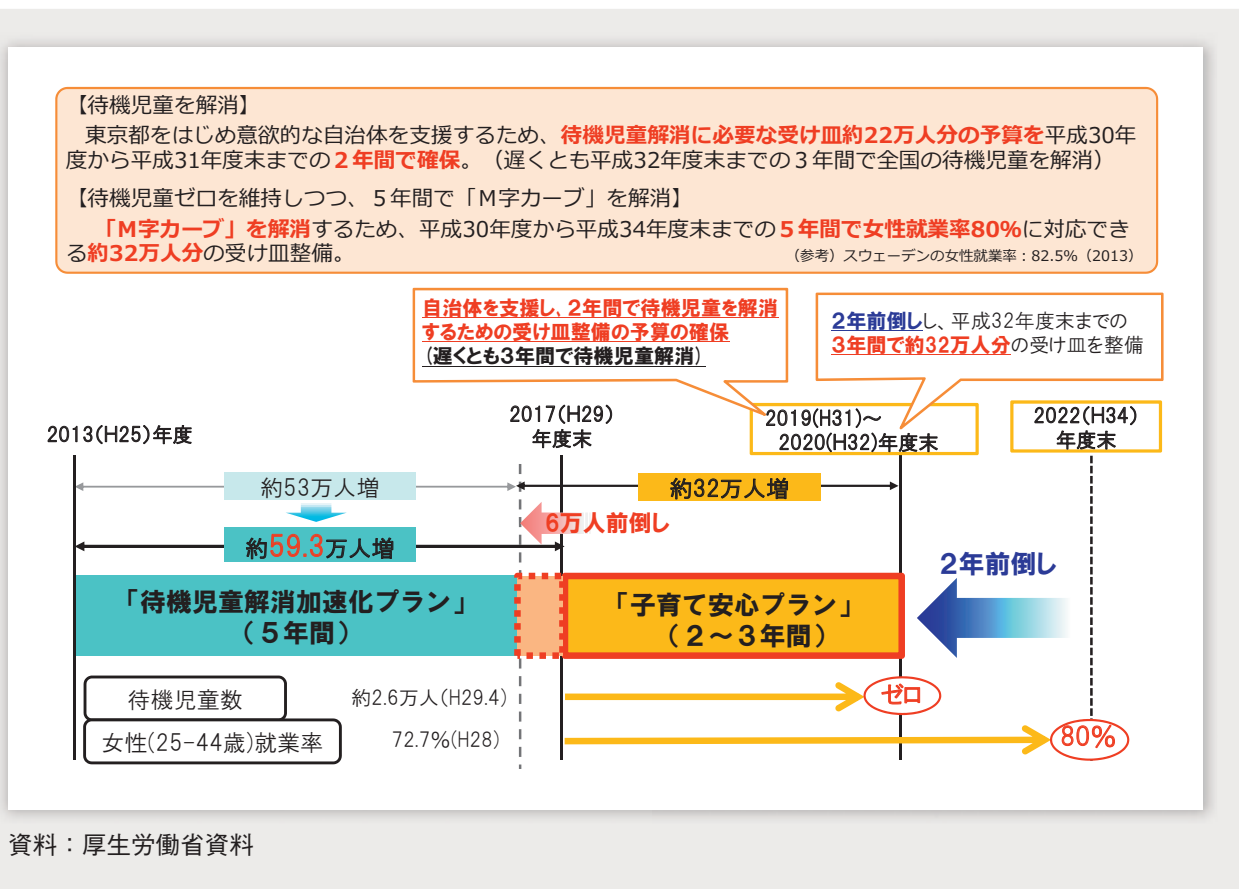 【待機児童を解消】
東京都をはじめ意欲的な自治体を支援するため、待機児童解消に必要な受け皿約22万人分の予算を平成30年
度から平成31年度末までの２年間で確保。（遅くとも平成32年度末までの３年間で全国の待機児童を解消）
【待機児童ゼロを維持しつつ、５年間で「Ｍ字カーブ」を解消】
「Ｍ字カーブ」を解消するため、平成30年度から平成34年度末までの５年間で女性就業率80%に対応でき
る約32万人分の受け皿整備。
（参考）スウェーデンの女性就業率：82.5%（2013）
自治体を支援し、２年間で待機児童を解消
するための受け皿整備の予算の確保
（遅くとも３年間で待機児童解消）
２年前倒しし、平成32年度末までの
３年間で約32万人分の受け皿を整備
2013(H25)年度
2017(H29)
年度末
2019(H31)～
2020(H32)年度末
2022(H34)
年度末
約53万人増
約32万人増
6万人前倒し
約59.3万人増
２年前倒し
「待機児童解消加速化プラン」
（５年間）
「子育て安心プラン」
（２～３年間）
待機児童数
約2.6万人(H29.4)
ゼロ
女性(25-44歳)就業率
72.7%(H28)
80%
資料：厚生労働省資料